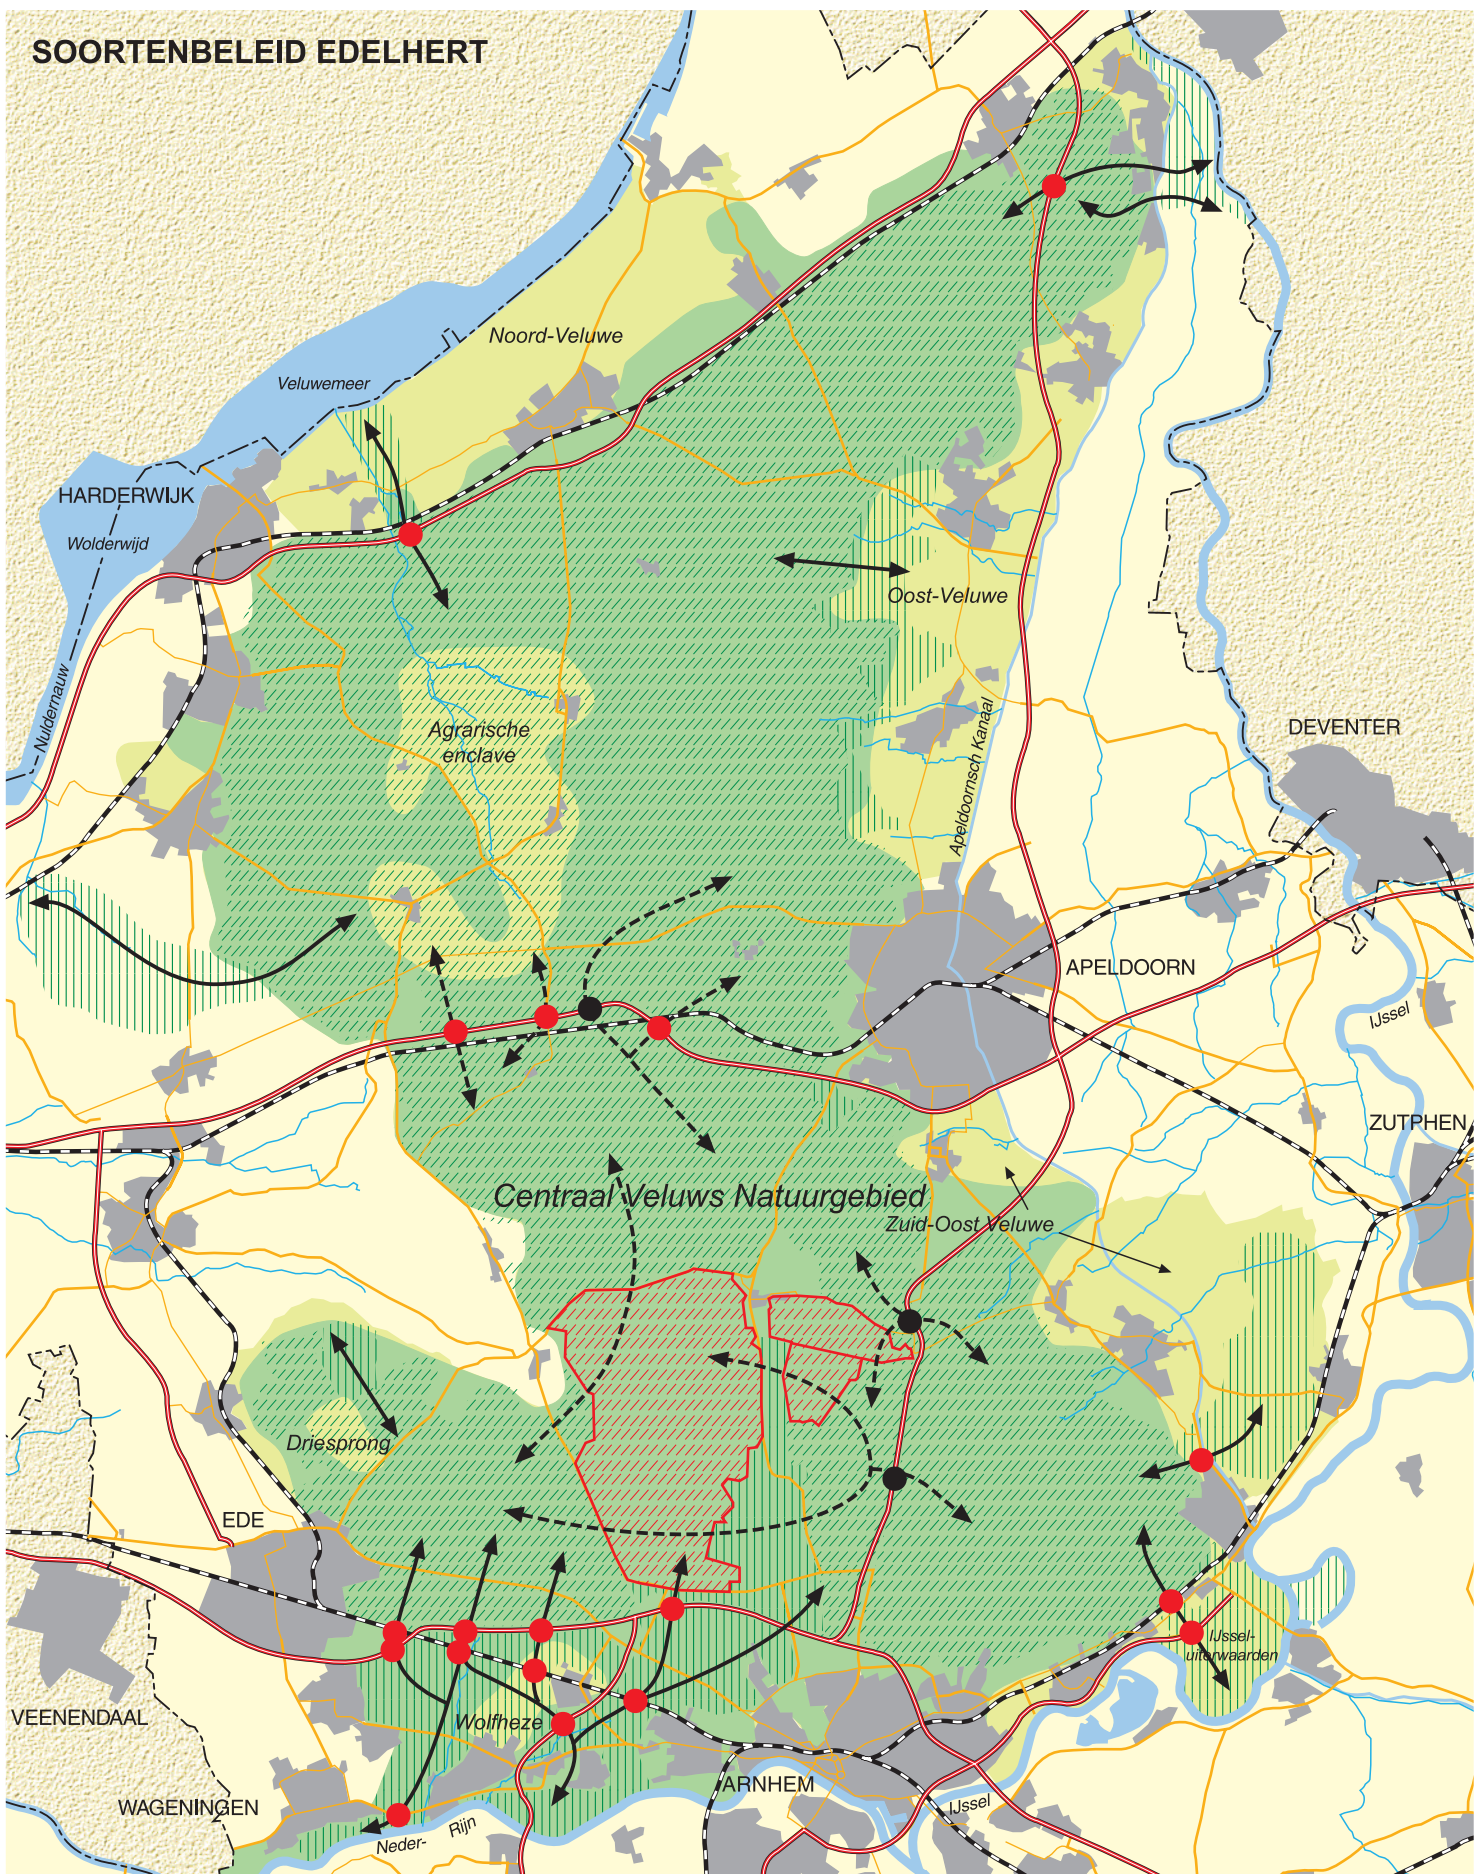 SOORTENBELEID EDELHERT
Noord-Veluwe
Veluwemeer
HARDERWIJK
Wolderwijd
Oost-Veluwe
Nuldernauw
Agrarische
enclave
Apeldoornsch Kanaal
DEVENTER
APELDOORN
IJssel
ZUTPHEN
Centraal Veluws Natuurgebied
Zuid-Oost Veluwe
Driesprong
EDE
IJssel-
uiterwaarden
VEENENDAAL
Wolfheze
ARNHEM
WAGENINGEN
IJssel
Neder-
Rijn